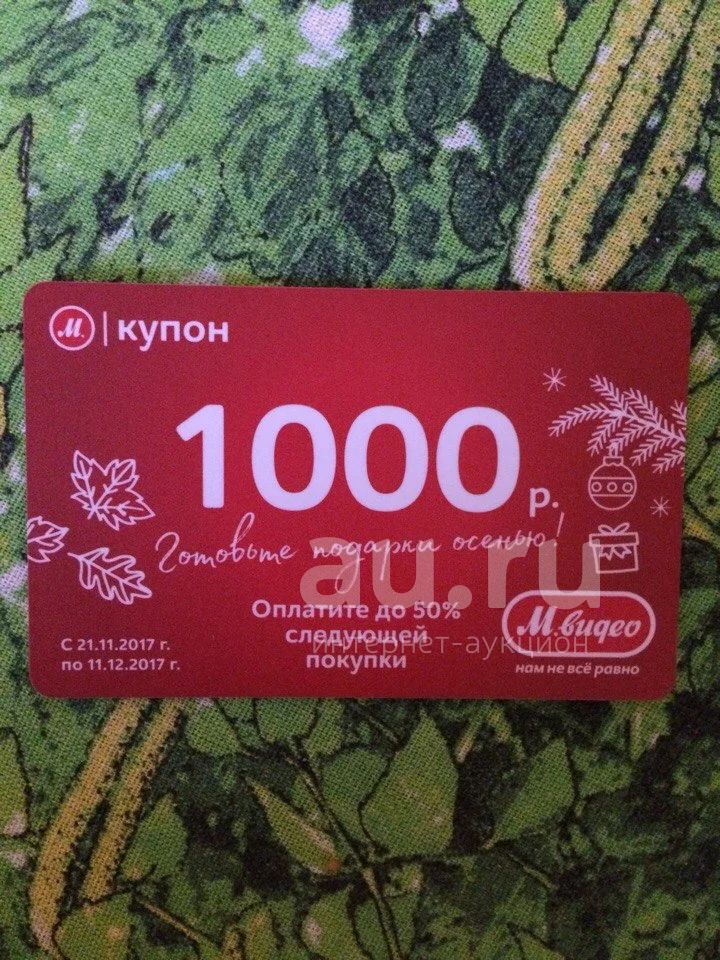 М. | купон
1000 р.
Готовьте подарки осенью!
Оплатите до 50%
следующей
покупки
С 21.11.2017 г.
по 11.12.2017 г.
М.видео
нам не всё равно
au.ru
интернет-аукцион